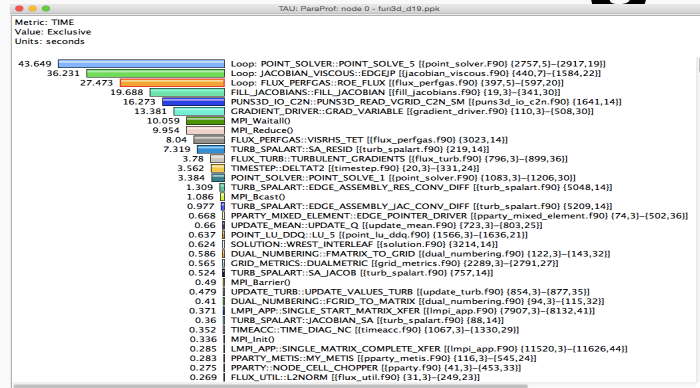 TAU: ParaProf: node 0 - fun3d_d19.ppk
Metric: TIME
Value: Exclusive
Units: seconds
43.649 Loop: POINT_SOLVER::POINT_SOLVE_5 [{point_solver.F90} {2757,5}-{2917,19}]
36.231 Loop: JACOBIAN_VISCOUS::EDGEJP [{jacobian_viscous.f90} {440,7}-{1584,22}]
27.473 Loop: FLUX_PERFGAS::ROE_FLUX [{flux_perfgas.f90} {397,5}-{597,20}]
19.688 FILL_JACOBIANS::FILL_JACOBIAN [{fill_jacobians.f90} {19,3}-{341,30}]
16.273 PUNS3D_IO_C2N::PUNS3D_READ_VGRID_C2N_SM [{puns3d_io_c2n.f90} {1641,14}]
13.381 GRADIENT_DRIVER::GRAD_VARIABLE [{gradient_driver.f90} {110,3}-{508,30}]
10.059 MPI_Waitall()
9.954 MPI_Reduce()
8.04 FLUX_PERFGAS::VISRHS_TET [{flux_perfgas.f90} {3023,14}]
7.319 TURB_SPALART::SA_RESID [{turb_spalart.f90} {219,14}]
3.78 FLUX_TURB::TURBULENT_GRADIENTS [{flux_turb.f90} {796,3}-{899,36}]
3.562 TIMESTEP::DELTAT2 [{timestep.f90} {20,3}-{331,24}]
3.384 POINT_SOLVER::POINT_SOLVE_1 [{point_solver.f90} {1083,3}-{1206,30}]
1.309 TURB_SPALART::EDGE_ASSEMBLY_RES_CONV_DIFF [{turb_spalart.f90} {5048,14}]
1.086 MPI_Bcast()
0.977 TURB_SPALART::EDGE_ASSEMBLY_JAC_CONV_DIFF [{turb_spalart.f90} {5209,14}]
0.668 PPARTY_MIXED_ELEMENT::EDGE_POINTER_DRIVER [{pparty_mixed_element.f90} {74,3}-{502,36}]
0.66 UPDATE_MEAN::UPDATE_Q [{update_mean.F90} {723,3}-{803,25}]
0.637 POINT_LU_DDQ::LU_5 [{point_lu_ddq.f90} {1566,3}-{1636,21}]
0.624 SOLUTION::WREST_INTERLEAF [{solution.F90} {3214,14}]
0.586 DUAL_NUMBERING::FMATRIX_TO_GRID [{dual_numbering.f90} {122,3}-{143,32}]
0.565 GRID_METRICS::DUALMETRIC [{grid_metrics.f90} {2289,3}-{2791,27}]
0.524 TURB_SPALART::SA_JACOB [{turb_spalart.f90} {757,14}]
0.49 MPI_Barrier()
0.479 UPDATE_TURB::UPDATE_VALUES_TURB [{update_turb.f90} {854,3}-{877,35}]
0.41 DUAL_NUMBERING::FGRID_TO_MATRIX [{dual_numbering.f90} {94,3}-{115,32}]
0.371 LMPI_APP::SINGLE_START_MATRIX_XFER [{lmpi_app.F90} {7907,3}-{8132,41}]
0.36 TURB_SPALART::JACOBIAN_SA [{turb_spalart.f90} {88,14}]
0.352 TIMEACC::TIME_DIAG_NC [{timeacc.f90} {1067,3}-{1330,29}]
0.336 MPI_Init()
0.285 LMPI_APP::SINGLE_MATRIX_COMPLETE_XFER [{lmpi_app.F90} {11520,3}-{11626,44}]
0.283 PPARTY_METIS::MY_METIS [{pparty_metis.F90} {116,3}-{545,24}]
0.275 PPARTY::NODE_CELL_CHOPPER [{pparty.f90} {41,3}-{453,33}]
0.269 FLUX_UTIL::L2NORM [{flux_util.f90} {31,3}-{249,23}]